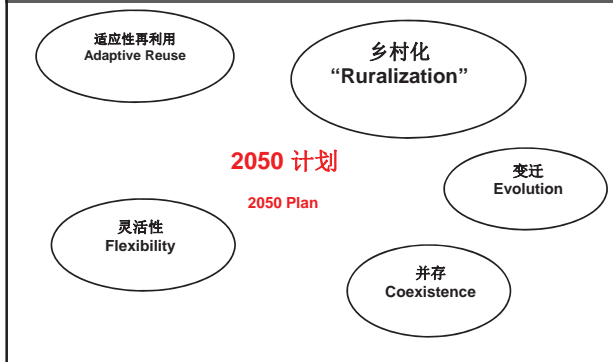 适应性再利用
Adaptive Reuse
乡村化
“Ruralization”
2050 计划
2050 Plan
变迁
Evolution
灵活性
Flexibility
并存
Coexistence